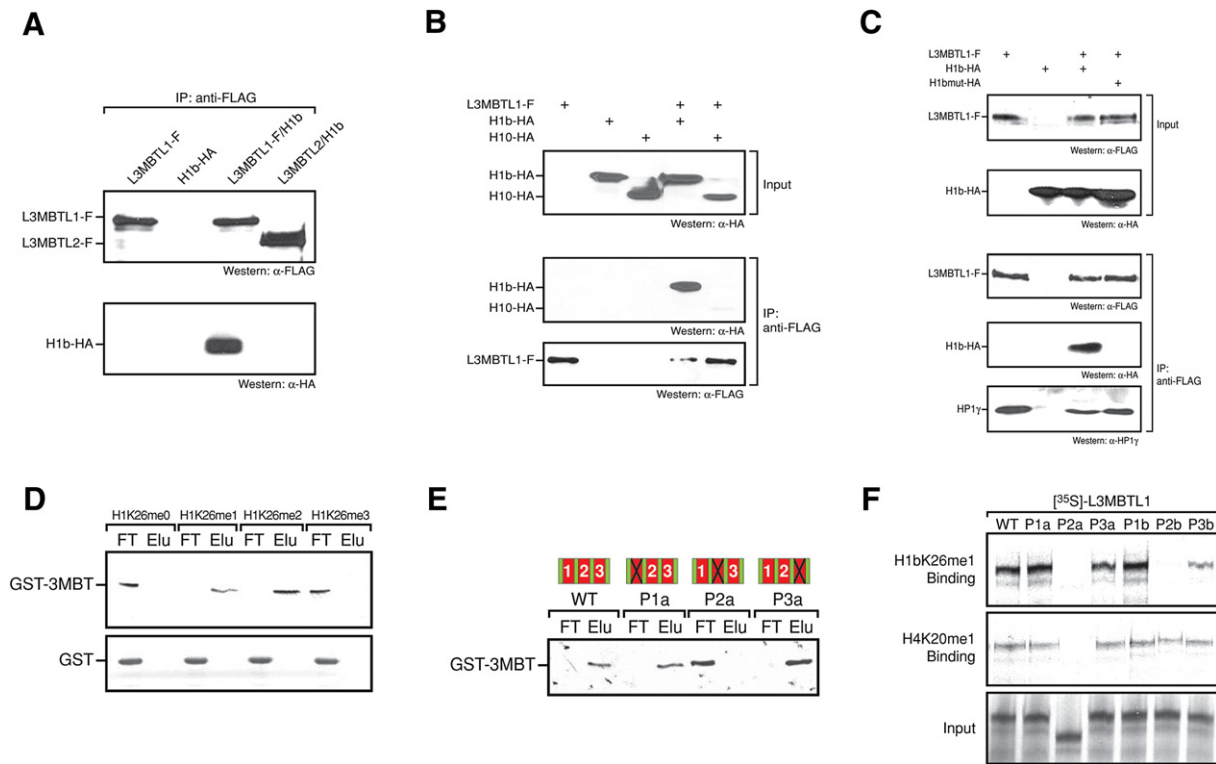 A
IP: anti-FLAG
L3MBTL1-F
H1b-HA
L3MBTL1-F/H1b
L3MBTL2/H1b
L3MBTL1-F
L3MBTL2-F
Western: α-FLAG
H1b-HA
Western: α-HA
B
L3MBTL1-F + + +
H1b-HA + +
H10-HA + +
H1b-HA
H10-HA
Input
Western: α-HA
H1b-HA
H10-HA
Western: α-HA
IP:
anti-FLAG
L3MBTL1-F
Western: α-FLAG
C
L3MBTL1-F + + +
H1b-HA + +
H1bmut-HA +
L3MBTL1-F
Input
Western: α-FLAG
H1b-HA
Western: α-HA
L3MBTL1-F
Western: α-FLAG
H1b-HA
Western: α-HA
IP:
anti-FLAG
HP1γ
Western: α-HP1γ
D
H1K26me0 H1K26me1 H1K26me2 H1K26me3
FT Elu FT Elu FT Elu FT Elu
GST-3MBT
GST
E
1 2 3 2 3 1 3 1 2
WT P1a P2a P3a
FT Elu FT Elu FT Elu FT Elu
GST-3MBT
F
[³⁵S]-L3MBTL1
WT P1a P2a P3a P1b P2b P3b
H1bK26me1
Binding
H4K20me1
Binding
Input